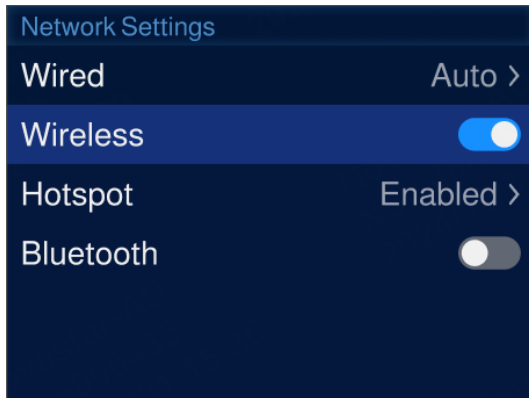 Network Settings
Wired Auto >
Wireless
Hotspot Enabled >
Bluetooth